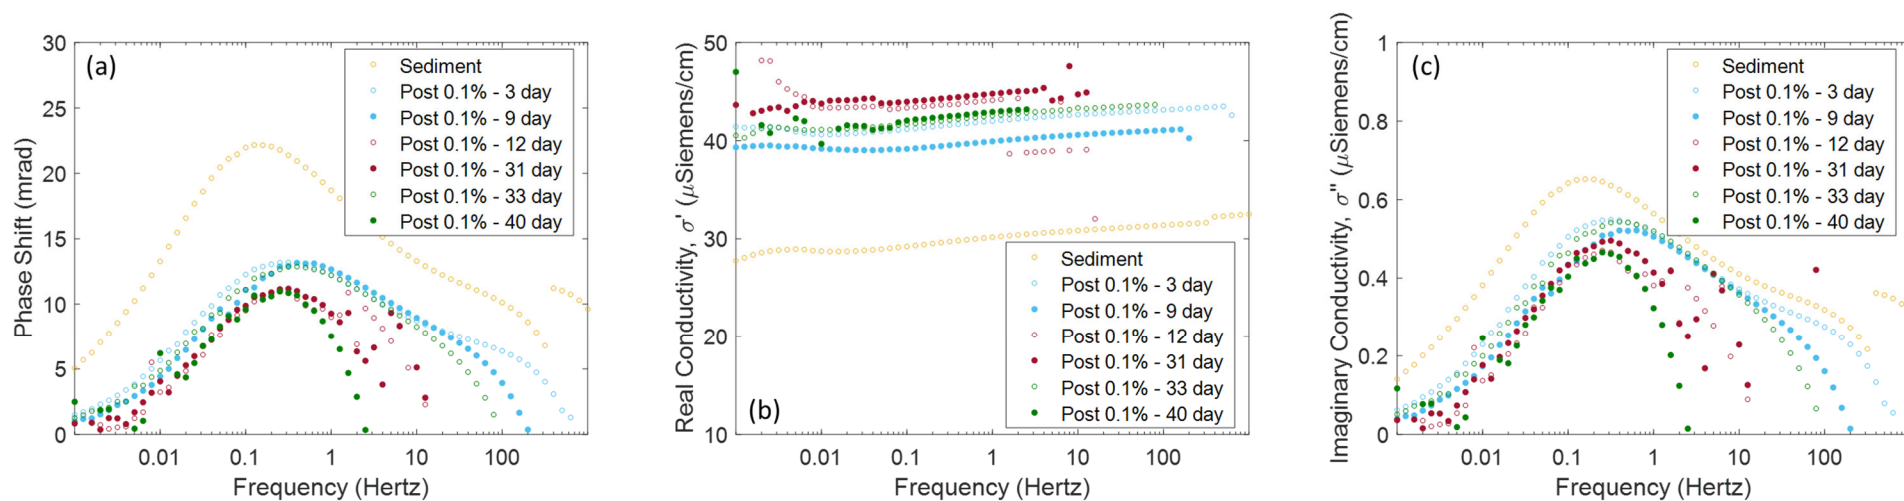 (a)
Phase Shift (mrad)
30
25
20
15
10
5
0
Sediment
Post 0.1% - 3 day
Post 0.1% - 9 day
Post 0.1% - 12 day
Post 0.1% - 31 day
Post 0.1% - 33 day
Post 0.1% - 40 day
0.01
0.1
1
10
100
Frequency (Hertz)
(b)
Real Conductivity, σ' (μSiemens/cm)
50
40
30
20
10
Sediment
Post 0.1% - 3 day
Post 0.1% - 9 day
Post 0.1% - 12 day
Post 0.1% - 31 day
Post 0.1% - 33 day
Post 0.1% - 40 day
0.01
0.1
1
10
100
Frequency (Hertz)
(c)
Imaginary Conductivity, σ'' (μSiemens/cm)
1
0.8
0.6
0.4
0.2
0
Sediment
Post 0.1% - 3 day
Post 0.1% - 9 day
Post 0.1% - 12 day
Post 0.1% - 31 day
Post 0.1% - 33 day
Post 0.1% - 40 day
0.01
0.1
1
10
100
Frequency (Hertz)